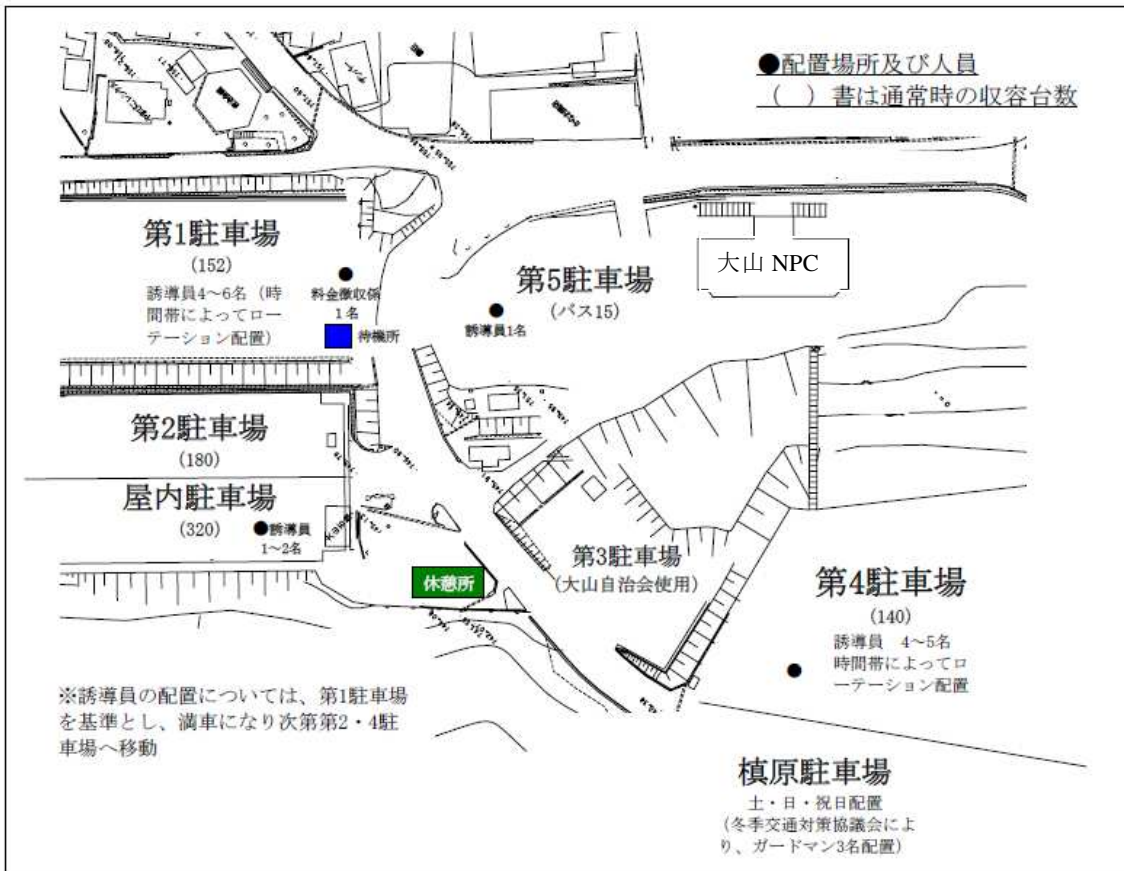 ●配置場所及び人員
( )書は通常時の収容台数
第1駐車場
(152)
誘導員4~6名(時
間帯によってロー
テーション配置)
●
料金徴収係
1名
待機所
第5駐車場
(バス15)
●
誘導員1名
大山 NPC
第2駐車場
(180)
屋内駐車場
(320)
●誘導員
1~2名
休憩所
第3駐車場
(大山自治会使用)
第4駐車場
(140)
誘導員 4~5名
時間帯によってロ
ーテーション配置
●
※誘導員の配置については、第1駐車場
を基準とし、満車になり次第第2・4駐
車場へ移動
槙原駐車場
土・日・祝日配置
(冬季交通対策協議会によ
り、ガードマン3名配置)